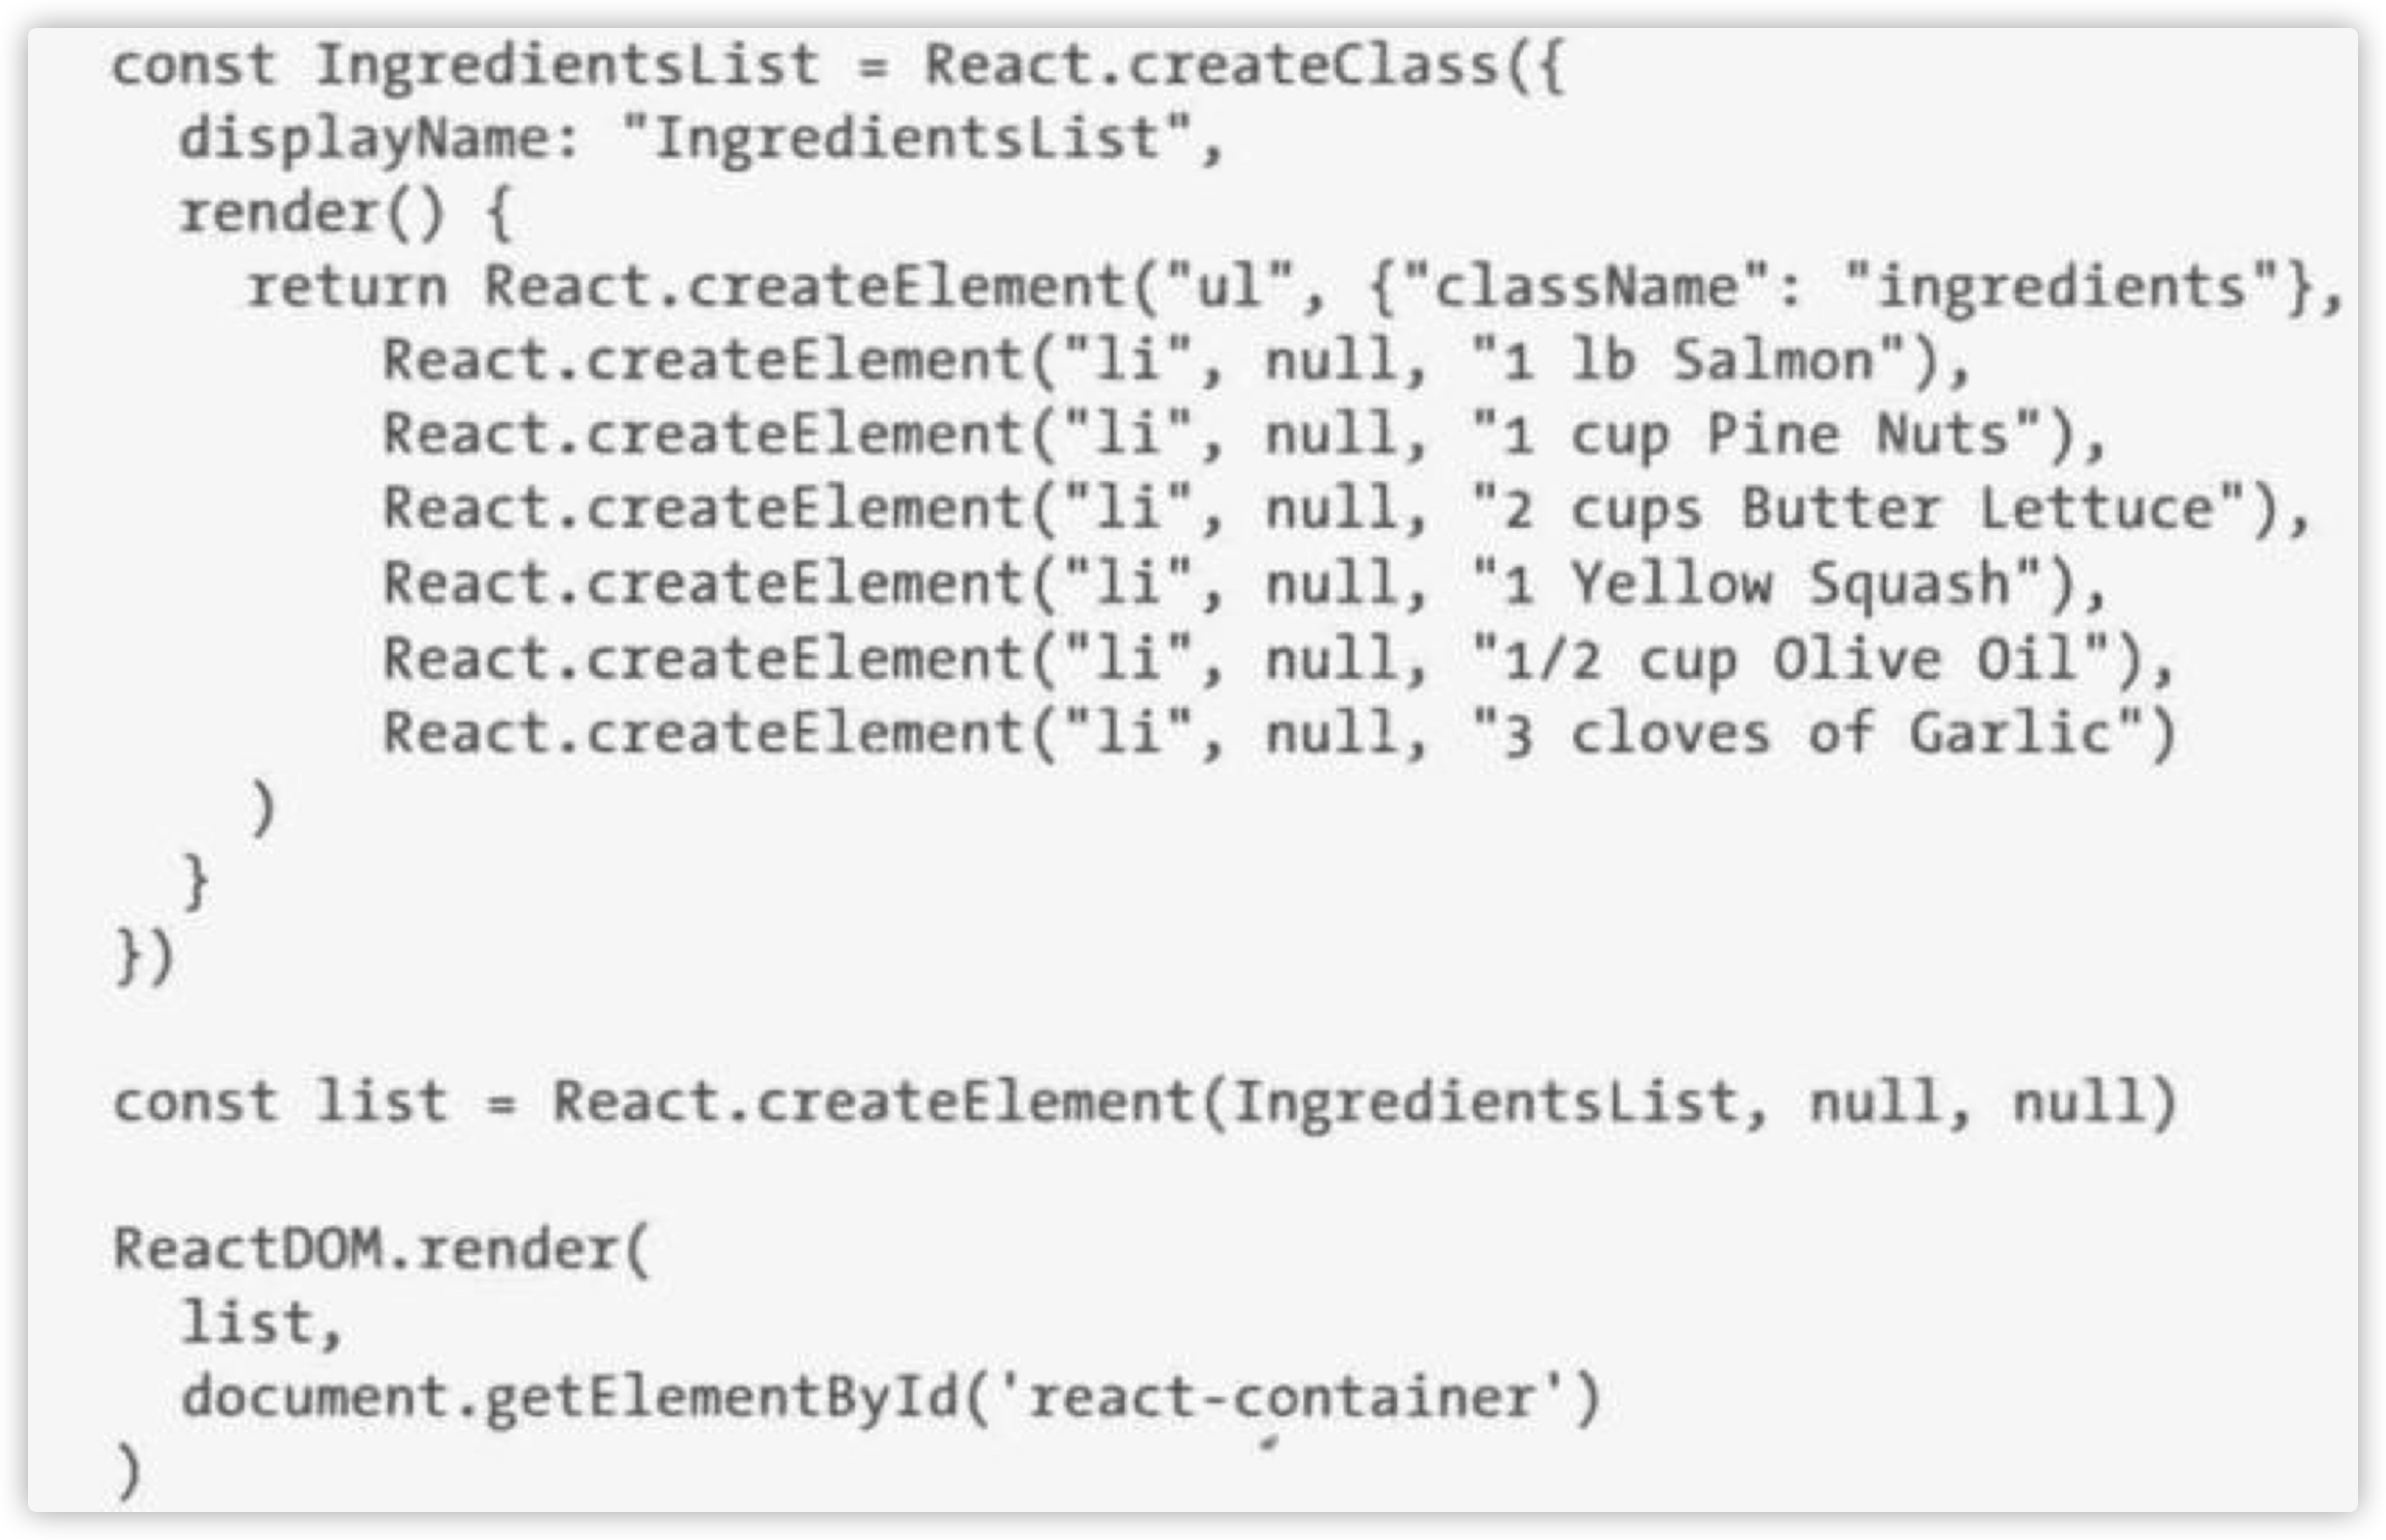 const IngredientsList = React.createClass({
  displayName: "IngredientsList",
  render() {
    return React.createElement("ul", {"className": "ingredients"},
        React.createElement("li", null, "1 lb Salmon"),
        React.createElement("li", null, "1 cup Pine Nuts"),
        React.createElement("li", null, "2 cups Butter Lettuce"),
        React.createElement("li", null, "1 Yellow Squash"),
        React.createElement("li", null, "1/2 cup Olive Oil"),
        React.createElement("li", null, "3 cloves of Garlic")
    )
  }
})

const list = React.createElement(IngredientsList, null, null)

ReactDOM.render(
  list,
  document.getElementById('react-container')
)